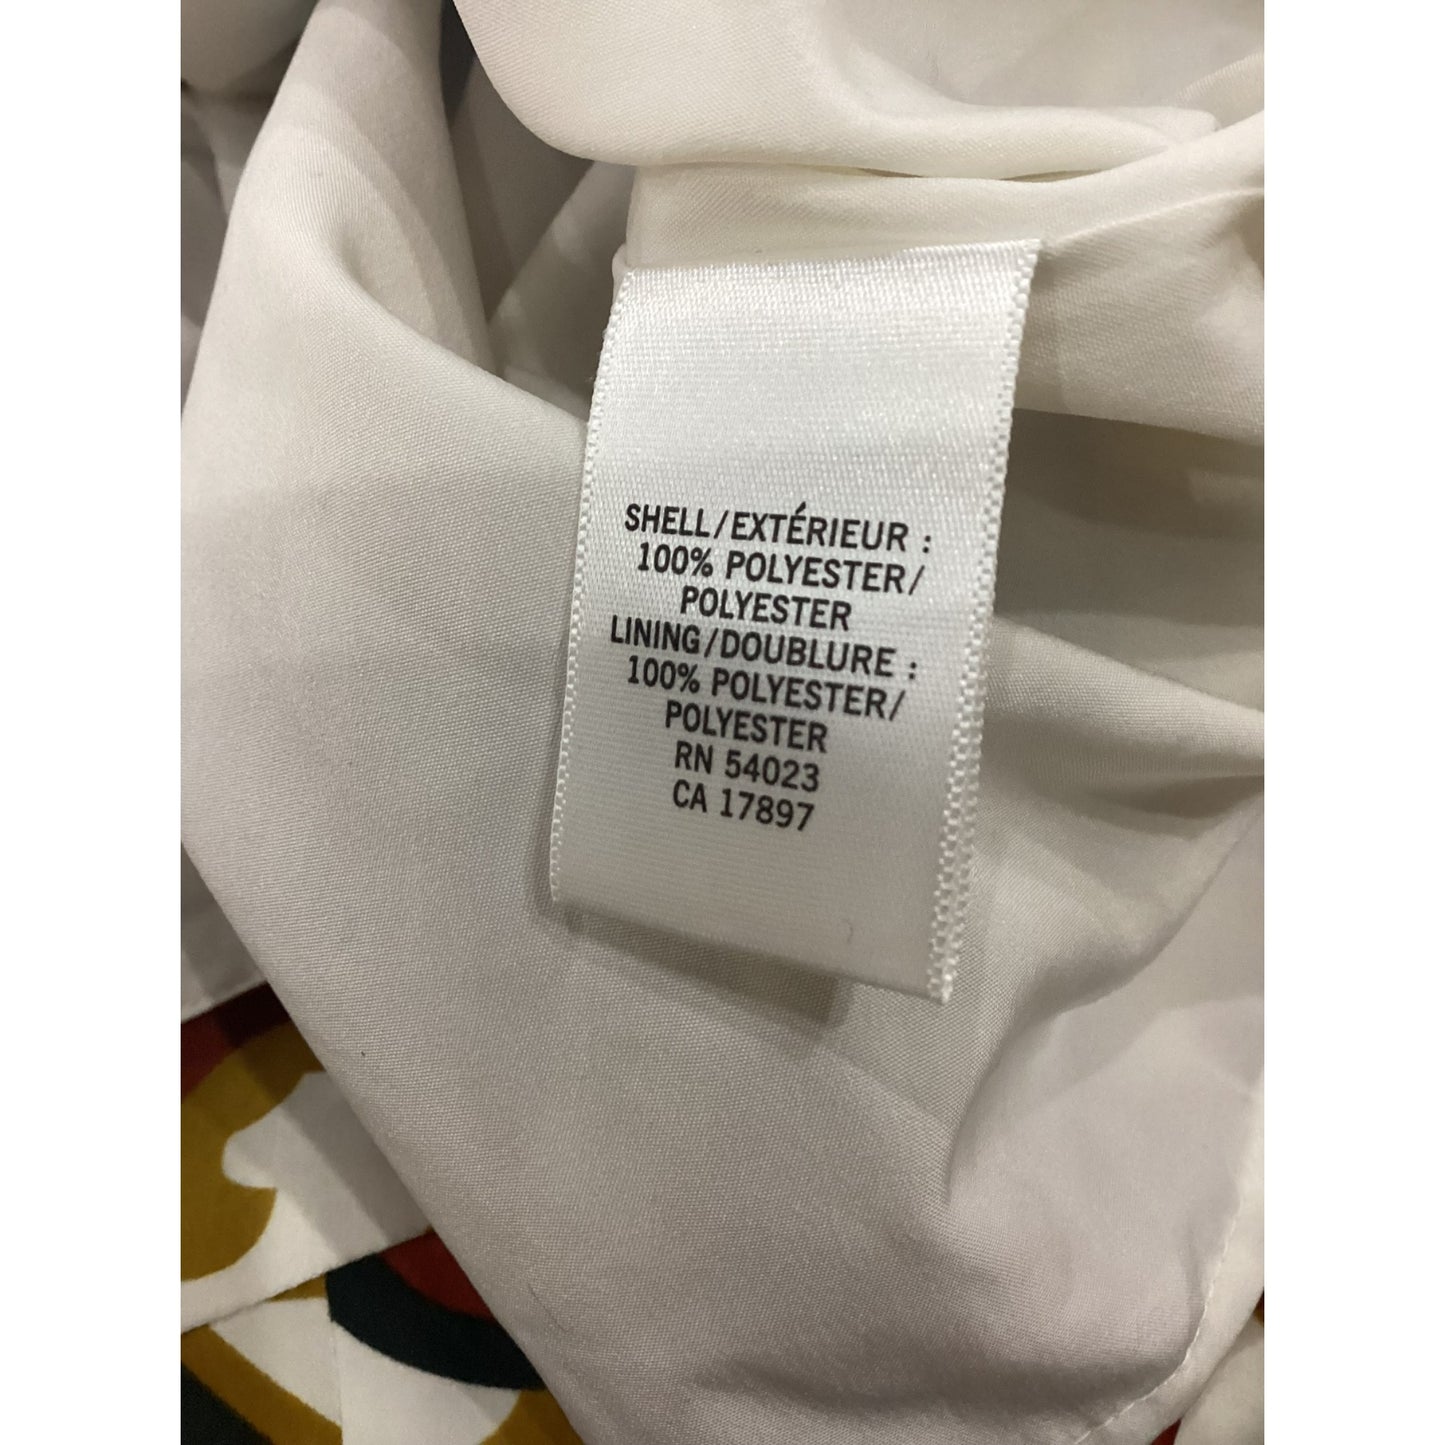 SHELL/EXTÉRIEUR :
100% POLYESTER/
POLYESTER
LINING/DOUBLURE :
100% POLYESTER/
POLYESTER
RN 54023
CA 17897